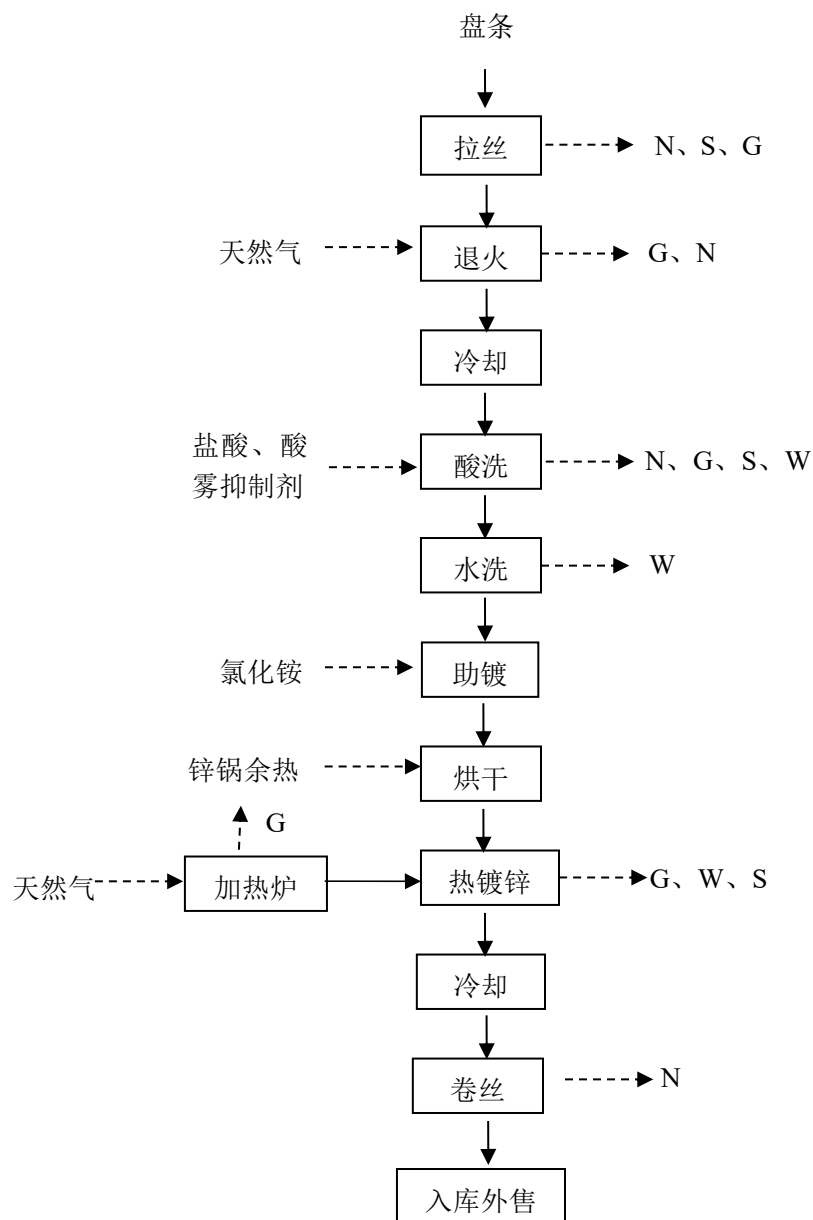 盘条
拉丝
N、S、G
天然气
退火
G、N
冷却
盐酸、酸
雾抑制剂
酸洗
N、G、S、W
水洗
W
氯化铵
助镀
锌锅余热
烘干
G
天然气
加热炉
热镀锌
G、W、S
冷却
卷丝
N
入库外售